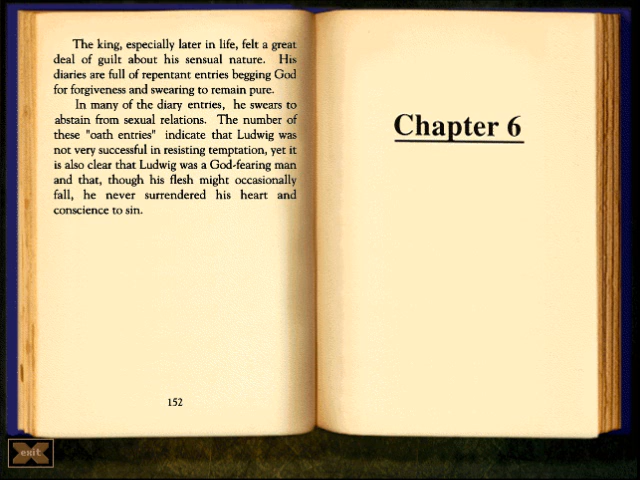 The king, especially later in life, felt a great
deal of guilt about his sensual nature. His
diaries are full of repentant entries begging God
for forgiveness and swearing to remain pure.
In many of the diary entries, he swears to
abstain from sexual relations. The number of
these "oath entries" indicate that Ludwig was
not very successful in resisting temptation, yet it
is also clear that Ludwig was a God-fearing man
and that, though his flesh might occasionally
fall, he never surrendered his heart and
conscience to sin.
152
Chapter 6
exit